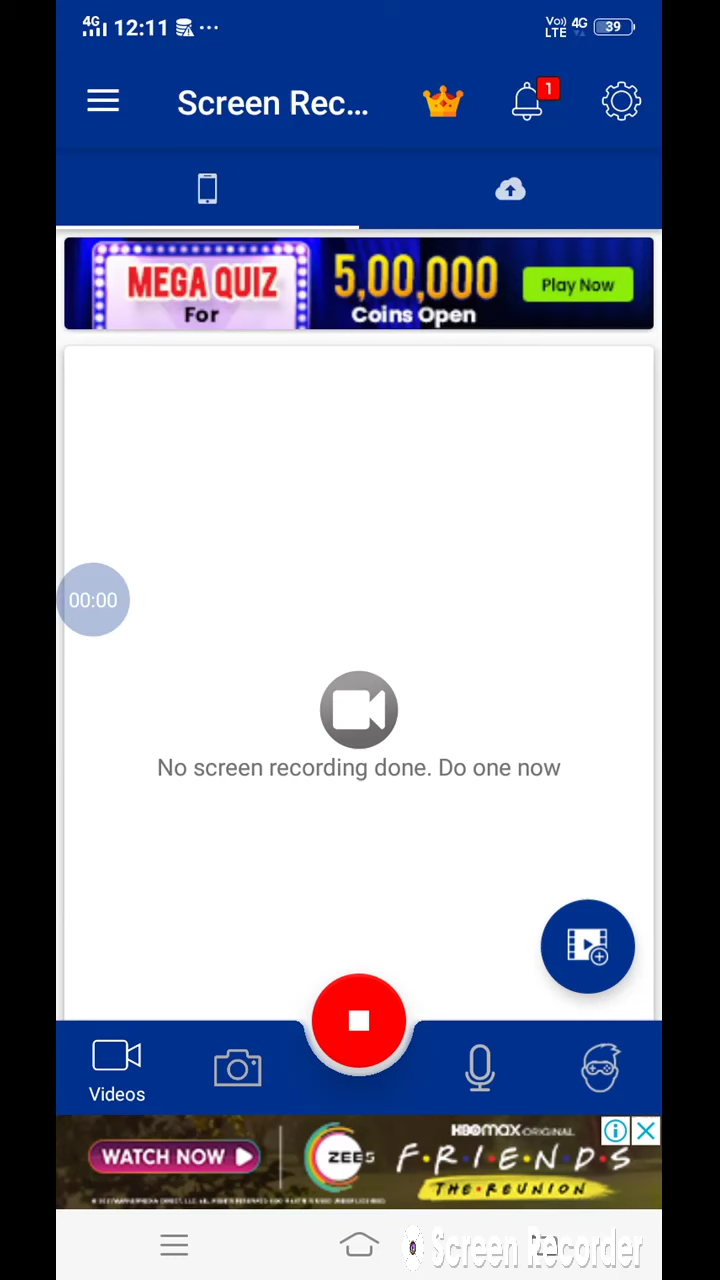 4G 12:11 ...
Vo)) LTE 4G 39
Screen Rec...
1
MEGA QUIZ
For
5,00,000
Coins Open
Play Now
00:00
No screen recording done. Do one now
Videos
WATCH NOW
ZEE5
HBOMAX ORIGINAL
F·R·I·E·N·D·S
THE·REUNION
Screen Recorder